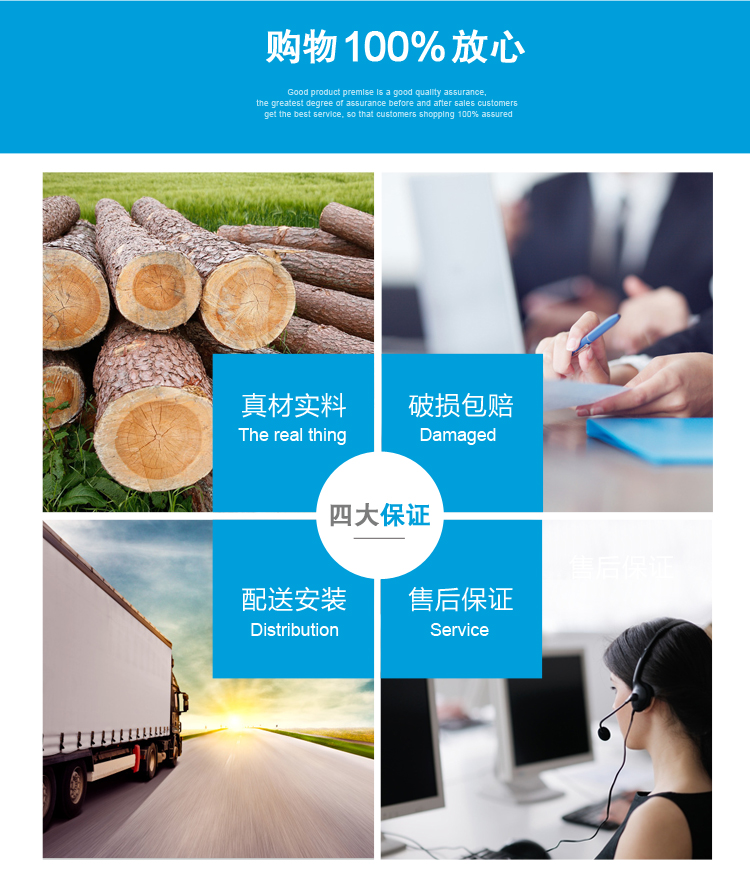 购物100%放心
Good product premise is a good quality assurance,
the greatest degree of assurance before and after sales customers
get the best service, so that customers shopping 100% assured
真材实料
The real thing
破损包赔
Damaged
四大保证
配送安装
Distribution
售后保证
Service
售后保证